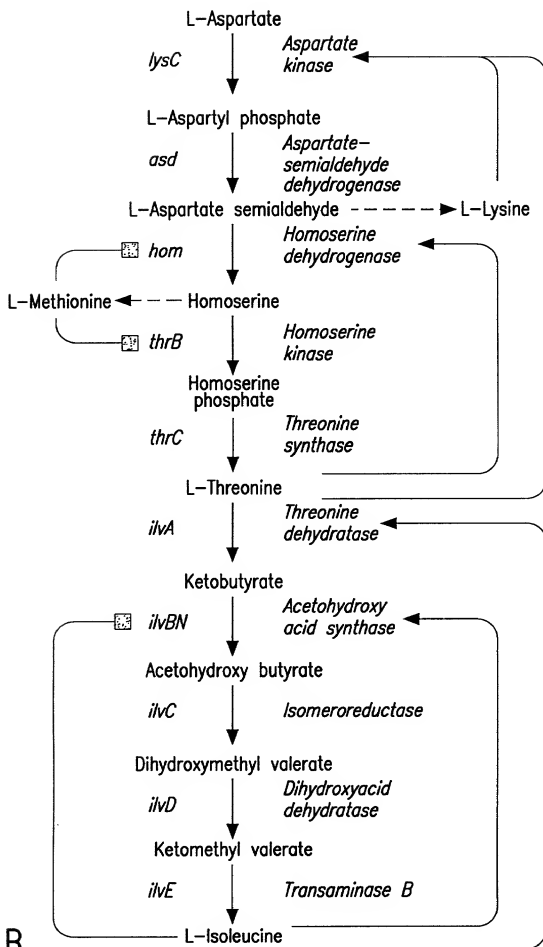 L-Aspartate
lysC
Aspartate
kinase
L-Aspartyl phosphate
asd
Aspartate-
semialdehyde
dehydrogenase
L-Aspartate semialdehyde
L-Lysine
hom
Homoserine
dehydrogenase
L-Methionine
Homoserine
thrB
Homoserine
kinase
Homoserine
phosphate
thrC
Threonine
synthase
L-Threonine
ilvA
Threonine
dehydratase
Ketobutyrate
ilvBN
Acetohydroxy
acid synthase
Acetohydroxy butyrate
ilvC
Isomeroreductase
Dihydroxymethyl valerate
ilvD
Dihydroxyacid
dehydratase
Ketomethyl valerate
ilvE
Transaminase B
L-Isoleucine
B